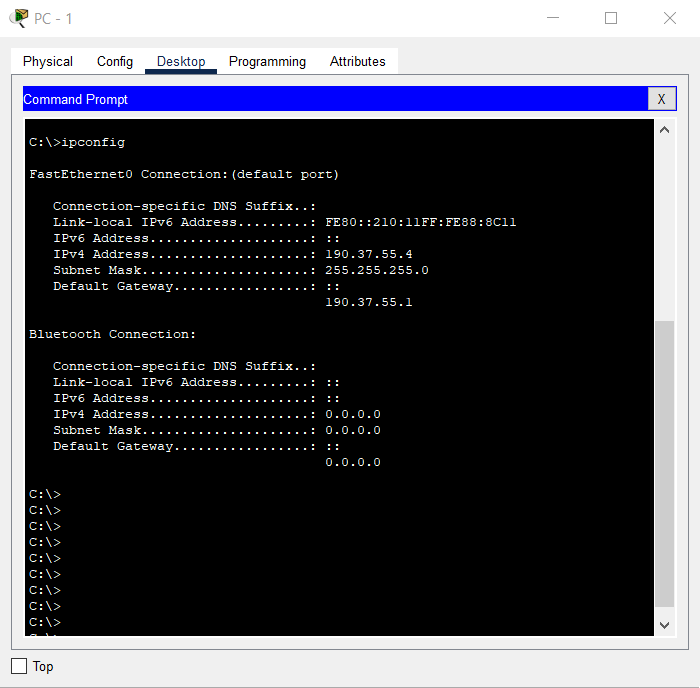 PC - 1
Physical Config Desktop Programming Attributes
Command Prompt X
C:\>ipconfig
FastEthernet0 Connection:(default port)
Connection-specific DNS Suffix..:
Link-local IPv6 Address.........: FE80::210:11FF:FE88:8C11
IPv6 Address....................: ::
IPv4 Address....................: 190.37.55.4
Subnet Mask.....................: 255.255.255.0
Default Gateway.................: ::
190.37.55.1
Bluetooth Connection:
Connection-specific DNS Suffix..:
Link-local IPv6 Address.........: ::
IPv6 Address....................: ::
IPv4 Address....................: 0.0.0.0
Subnet Mask.....................: 0.0.0.0
Default Gateway.................: ::
0.0.0.0
C:\>
C:\>
C:\>
C:\>
C:\>
C:\>
C:\>
C:\>
C:\>
C:\>
Top